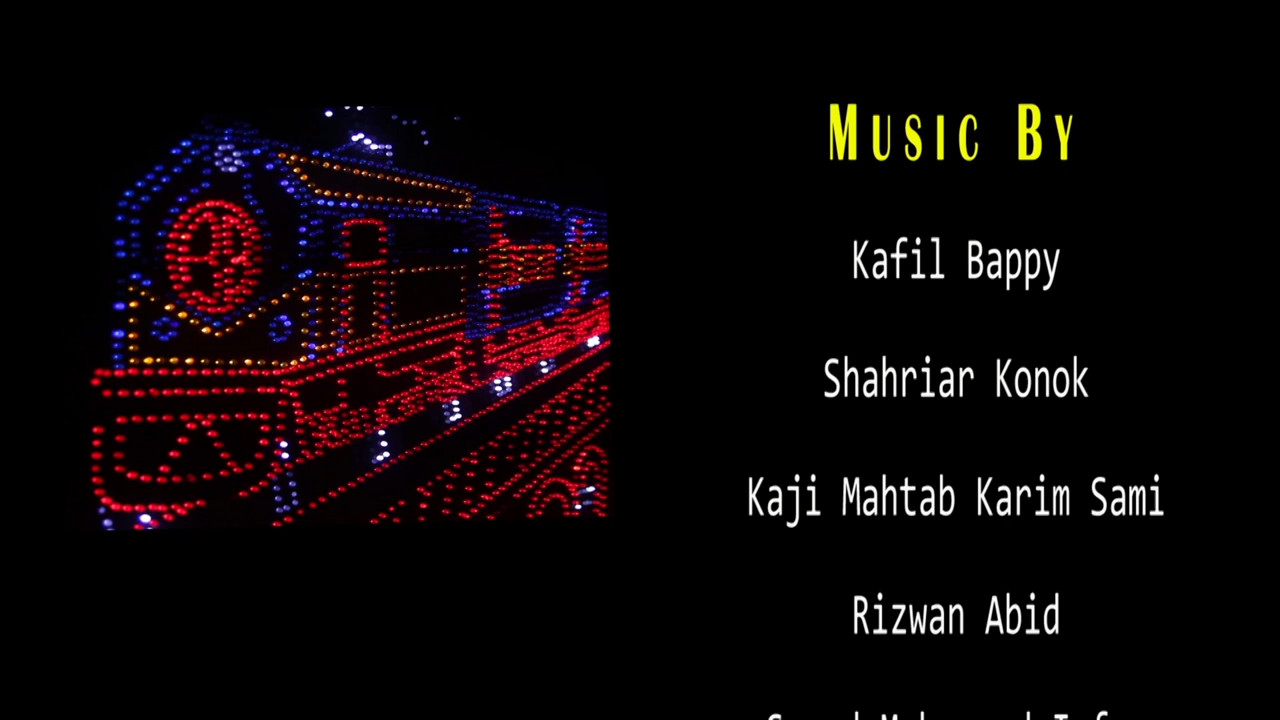 Music By
Kafil Bappy
Shahriar Konok
Kaji Mahtab Karim Sami
Rizwan Abid